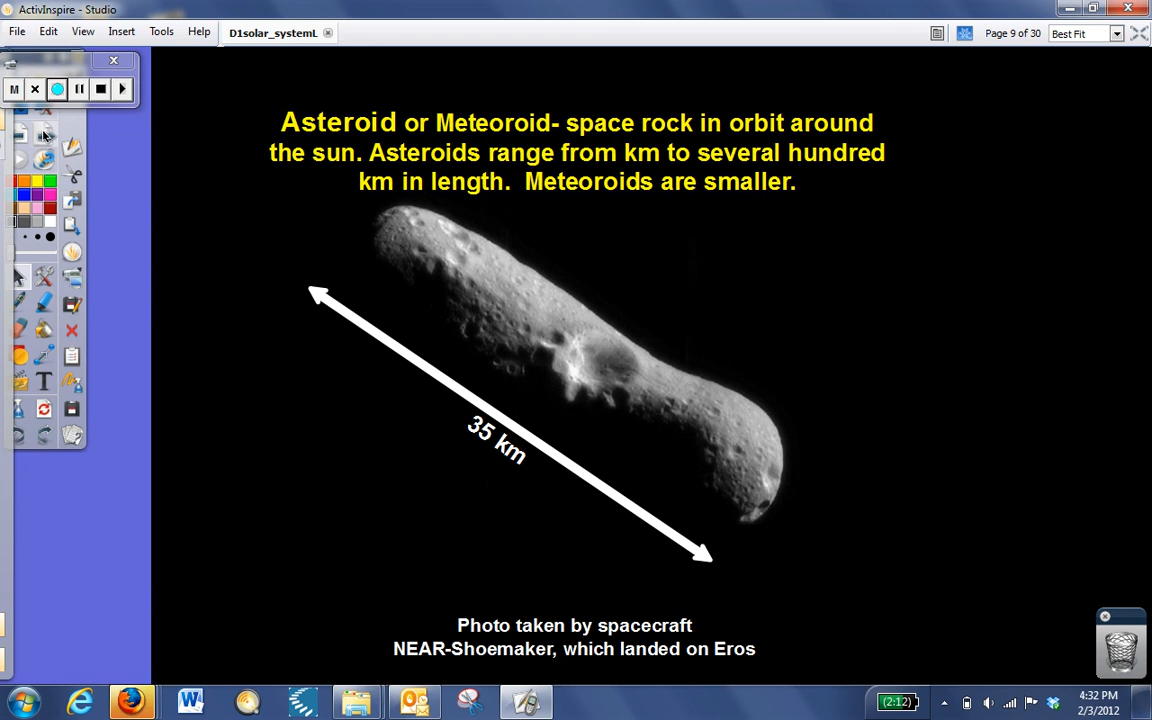 ActivInspire - Studio
File Edit View Insert Tools Help
D1solar_systemL
Page 9 of 30
Best Fit
M
Asteroid or Meteoroid- space rock in orbit around
the sun. Asteroids range from km to several hundred
km in length. Meteoroids are smaller.
35 km
Photo taken by spacecraft
NEAR-Shoemaker, which landed on Eros
(2:12)
4:32 PM
2/3/2012